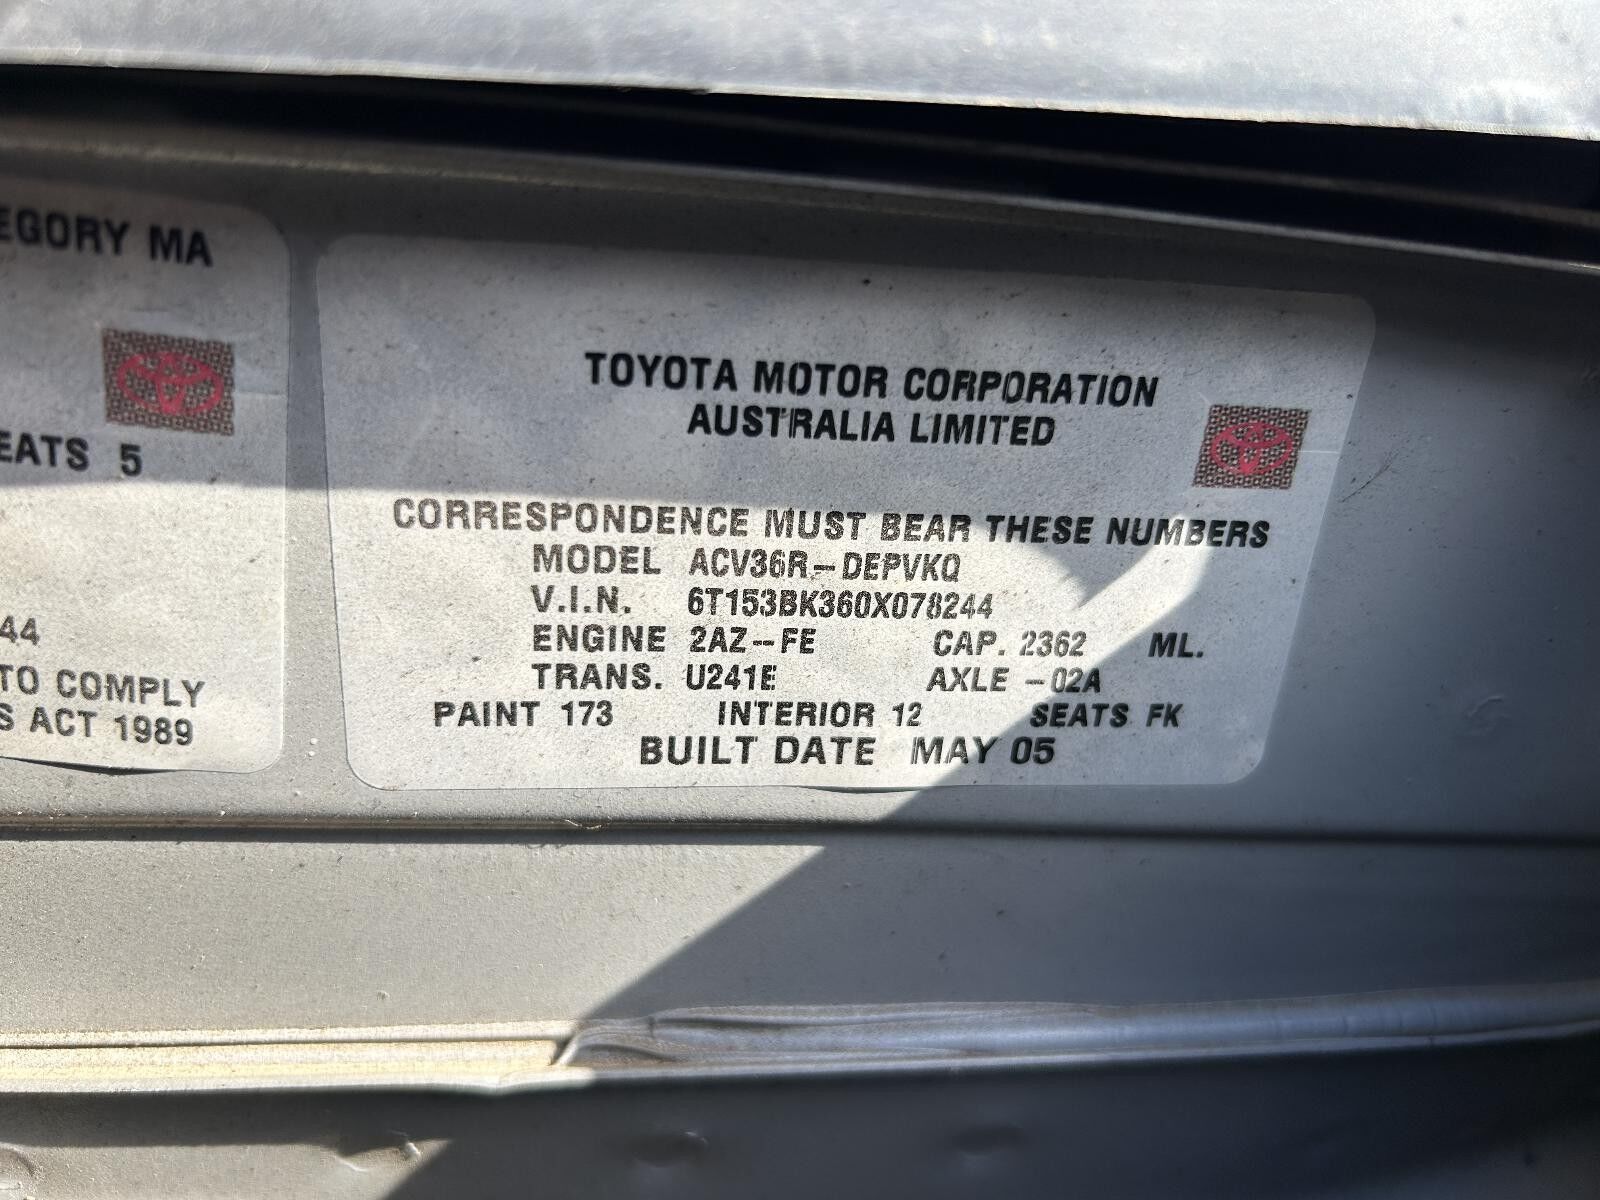 EGORY MA
EATS 5
44
TO COMPLY
S ACT 1989
TOYOTA MOTOR CORPORATION
AUSTRALIA LIMITED
CORRESPONDENCE MUST BEAR THESE NUMBERS
MODEL ACV36R-DEPVKQ
V.I.N. 6T153BK360X078244
ENGINE 2AZ-FE CAP. 2362 ML.
TRANS. U241E AXLE -02A
PAINT 173 INTERIOR 12 SEATS FK
BUILT DATE MAY 05